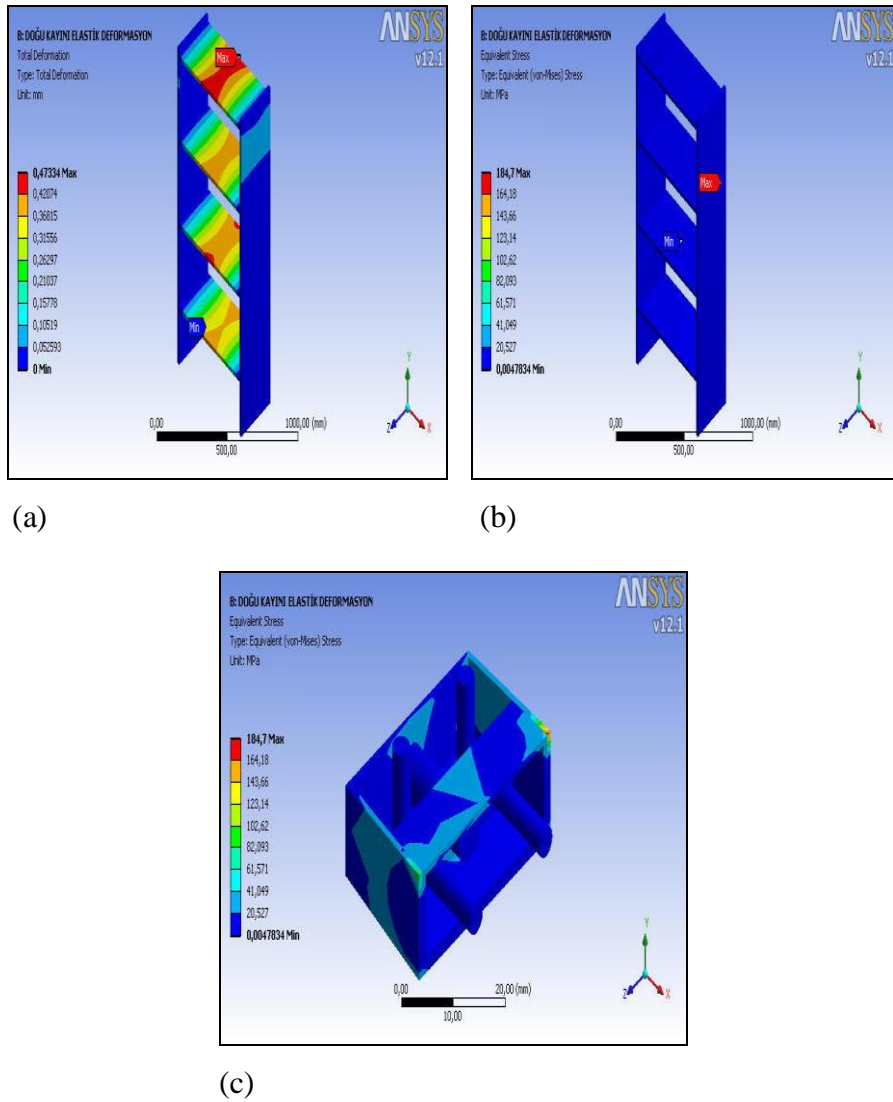 B: DOĞU KAYINI ELASTİK DEFORMASYON
Total Deformation
Type: Total Deformation
Unit: mm
ANSYS
v12.1
Max
0,47334 Max
0,42074
0,36815
0,31556
0,26297
0,21037
0,15778
0,10519
0,052593
0 Min
Min
0,00
1000,00 (mm)
500,00
Y
Z
X
(a)
B: DOĞU KAYINI ELASTİK DEFORMASYON
Equivalent Stress
Type: Equivalent (von-Mises) Stress
Unit: MPa
ANSYS
v12.1
184,7 Max
164,18
143,66
123,14
102,62
82,093
61,571
41,049
20,527
0,0047834 Min
Max
Min
0,00
1000,00 (mm)
500,00
Y
Z
X
(b)
B: DOĞU KAYINI ELASTİK DEFORMASYON
Equivalent Stress
Type: Equivalent (von-Mises) Stress
Unit: MPa
ANSYS
v12.1
184,7 Max
164,18
143,66
123,14
102,62
82,093
61,571
41,049
20,527
0,0047834 Min
0,00
20,00 (mm)
10,00
Y
Z
X
(c)